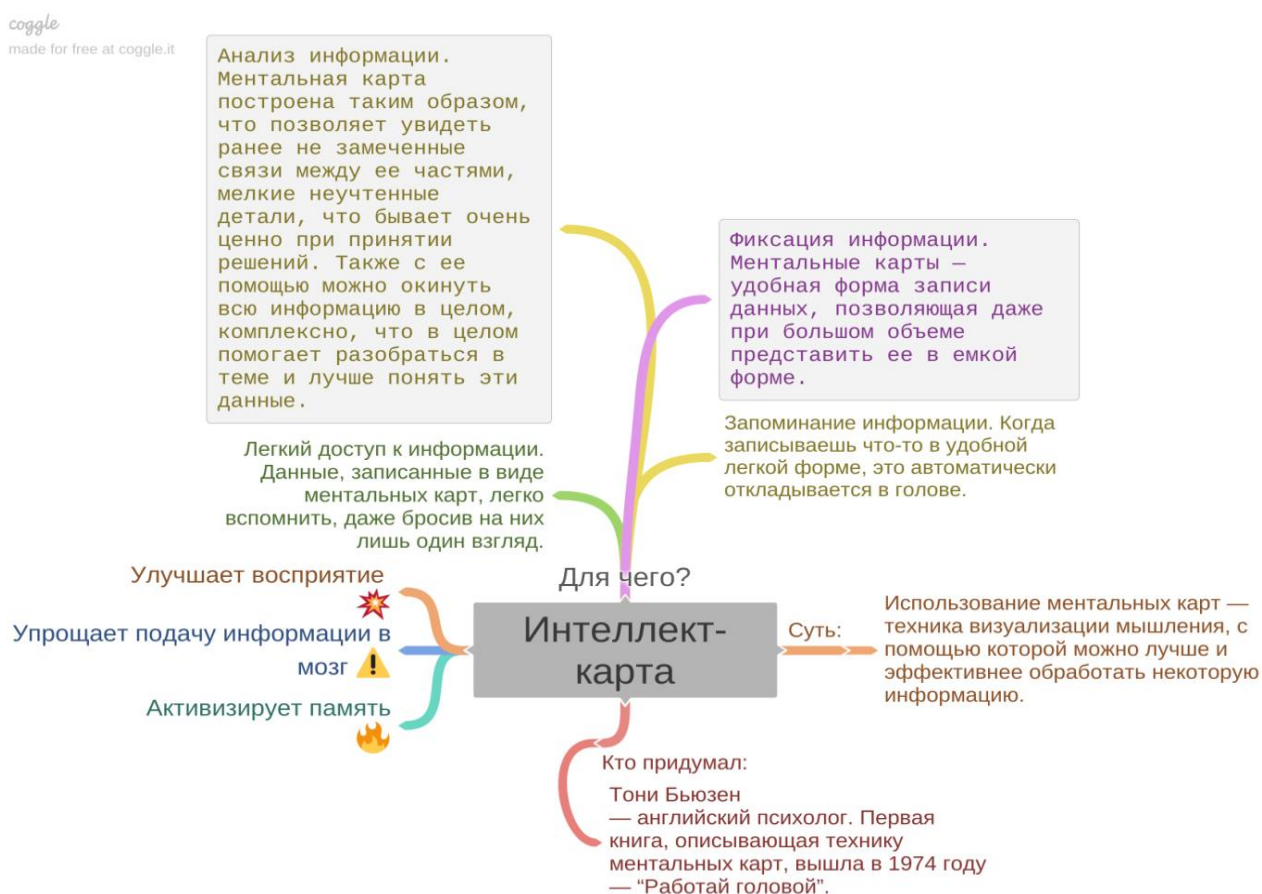 coggle
made for free at coggle.it
Анализ информации.
Ментальная карта
построена таким образом,
что позволяет увидеть
ранее не замеченные
связи между ее частями,
мелкие неучтенные
детали, что бывает очень
ценно при принятии
решений. Также с ее
помощью можно окинуть
всю информацию в целом,
комплексно, что в целом
помогает разобраться в
теме и лучше понять эти
данные.
Фиксация информации.
Ментальные карты —
удобная форма записи
данных, позволяющая даже
при большом объеме
представить ее в емкой
форме.
Запоминание информации. Когда
записываешь что-то в удобной
легкой форме, это автоматически
откладывается в голове.
Легкий доступ к информации.
Данные, записанные в виде
ментальных карт, легко
вспомнить, даже бросив на них
лишь один взгляд.
Для чего?
Улучшает восприятие
Упрощает подачу информации в
мозг
Активизирует память
Интеллект-
карта
Суть:
Использование ментальных карт —
техника визуализации мышления, с
помощью которой можно лучше и
эффективнее обработать некоторую
информацию.
Кто придумал:
Тони Бьюзен
— английский психолог. Первая
книга, описывающая технику
ментальных карт, вышла в 1974 году
— “Работай головой”.